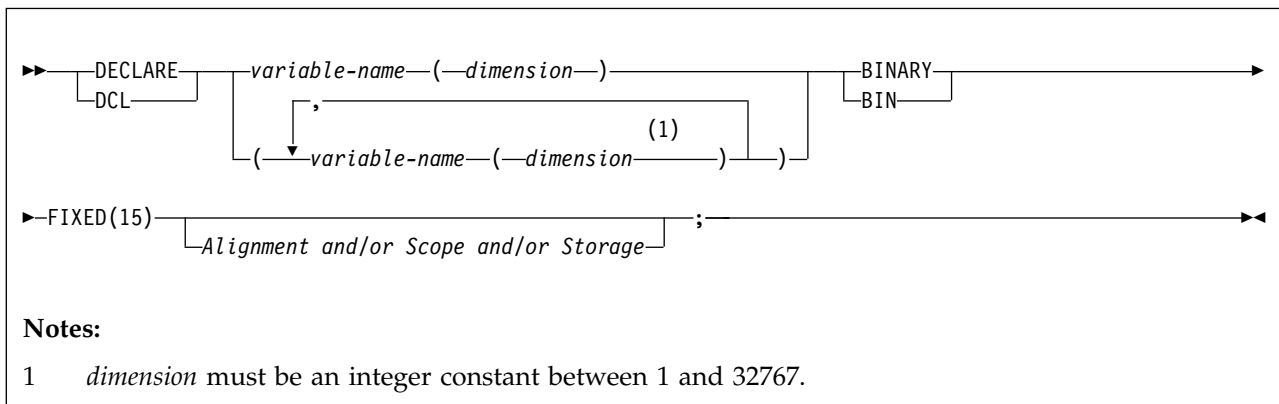 DECLARE variable-name ( dimension ) BINARY
DCL , BIN
(1)
( variable-name ( dimension ) )
FIXED(15) ;
Alignment and/or Scope and/or Storage
Notes:
1 dimension must be an integer constant between 1 and 32767.